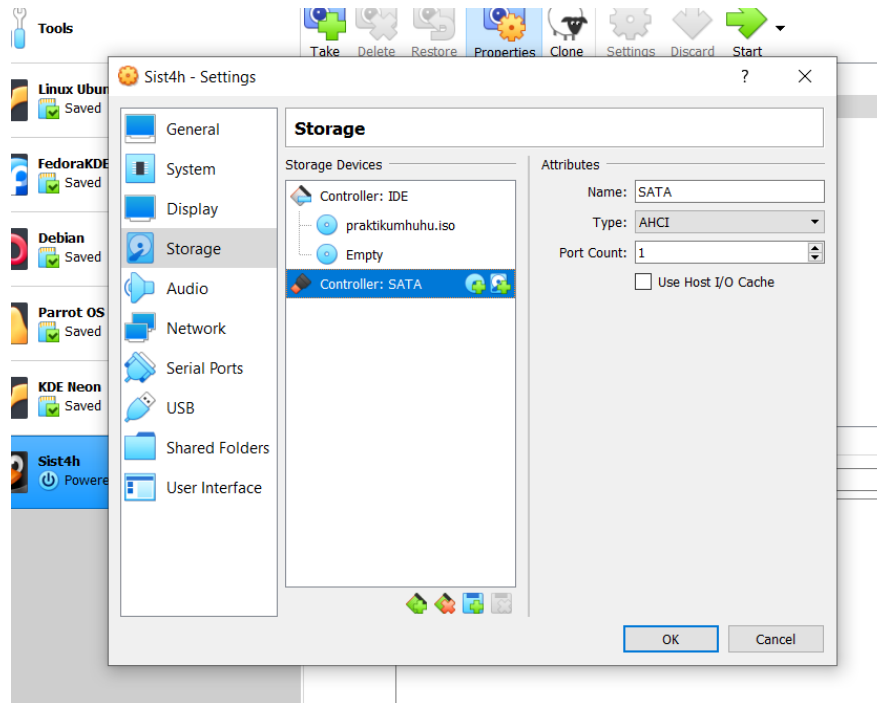 Tools
Take Delete Restore Properties Clone Settings Discard Start
Sist4h - Settings
?
Linux Ubun
Saved
FedoraKDE
Saved
Debian
Saved
Parrot OS
Saved
KDE Neon
Saved
Sist4h
Powere
General
System
Display
Storage
Audio
Network
Serial Ports
USB
Shared Folders
User Interface
Storage
Storage Devices
Controller: IDE
praktikumhuhu.iso
Empty
Controller: SATA
Attributes
Name: SATA
Type: AHCI
Port Count: 1
Use Host I/O Cache
OK Cancel